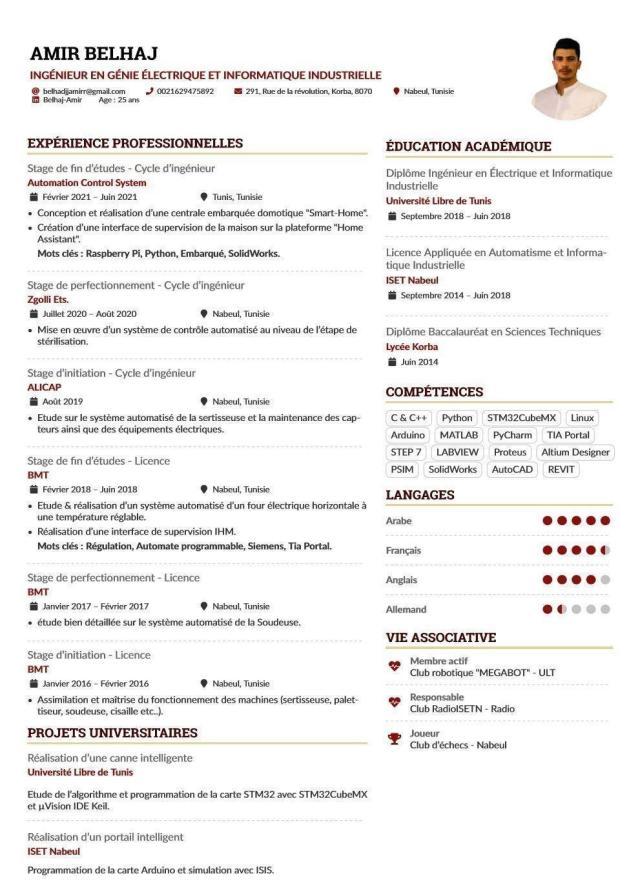 AMIR BELHAJ
INGÉNIEUR EN GÉNIE ÉLECTRIQUE ET INFORMATIQUE INDUSTRIELLE
belhadjjamirr@gmail.com 0021629475892 291, Rue de la révolution, Korba, 8070 Nabeul, Tunisie
Belhaj-Amir Age : 25 ans
EXPÉRIENCE PROFESSIONNELLES
Stage de fin d'études - Cycle d'ingénieur
Automation Control System
Février 2021 – Juin 2021 Tunis, Tunisie
• Conception et réalisation d'une centrale embarquée domotique "Smart-Home".
• Création d'une interface de supervision de la maison sur la plateforme "Home
Assistant".
Mots clés : Raspberry Pi, Python, Embarqué, SolidWorks.
Stage de perfectionnement - Cycle d'ingénieur
Zgolli Ets.
Juillet 2020 – Août 2020 Nabeul, Tunisie
• Mise en œuvre d'un système de contrôle automatisé au niveau de l'étape de
stérilisation.
Stage d'initiation - Cycle d'ingénieur
ALICAP
Août 2019 Nabeul, Tunisie
• Etude sur le système automatisé de la sertisseuse et la maintenance des cap-
teurs ainsi que des équipements électriques.
Stage de fin d'études - Licence
BMT
Février 2018 – Juin 2018 Nabeul, Tunisie
• Etude & réalisation d'un système automatisé d'un four électrique horizontale à
une température réglable.
• Réalisation d'une interface de supervision IHM.
Mots clés : Régulation, Automate programmable, Siemens, Tia Portal.
Stage de perfectionnement - Licence
BMT
Janvier 2017 – Février 2017 Nabeul, Tunisie
• étude bien détaillée sur le système automatisé de la Soudeuse.
Stage d'initiation - Licence
BMT
Janvier 2016 – Février 2016 Nabeul, Tunisie
• Assimilation et maîtrise du fonctionnement des machines (sertisseuse, palet-
tiseur, soudeuse, cisaille etc..).
PROJETS UNIVERSITAIRES
Réalisation d'une canne intelligente
Université Libre de Tunis
Etude de l'algorithme et programmation de la carte STM32 avec STM32CubeMX
et µVision IDE Keil.
Réalisation d'un portail intelligent
ISET Nabeul
Programmation de la carte Arduino et simulation avec ISIS.
ÉDUCATION ACADÉMIQUE
Diplôme Ingénieur en Électrique et Informatique
Industrielle
Université Libre de Tunis
Septembre 2018 – Juin 2018
Licence Appliquée en Automatisme et Informa-
tique Industrielle
ISET Nabeul
Septembre 2014 – Juin 2018
Diplôme Baccalauréat en Sciences Techniques
Lycée Korba
Juin 2014
COMPÉTENCES
C & C++ Python STM32CubeMX Linux
Arduino MATLAB PyCharm TIA Portal
STEP 7 LABVIEW Proteus Altium Designer
PSIM SolidWorks AutoCAD REVIT
LANGAGES
Arabe
Français
Anglais
Allemand
VIE ASSOCIATIVE
Membre actif
Club robotique "MEGABOT" - ULT
Responsable
Club RadioISETN - Radio
Joueur
Club d'échecs - Nabeul